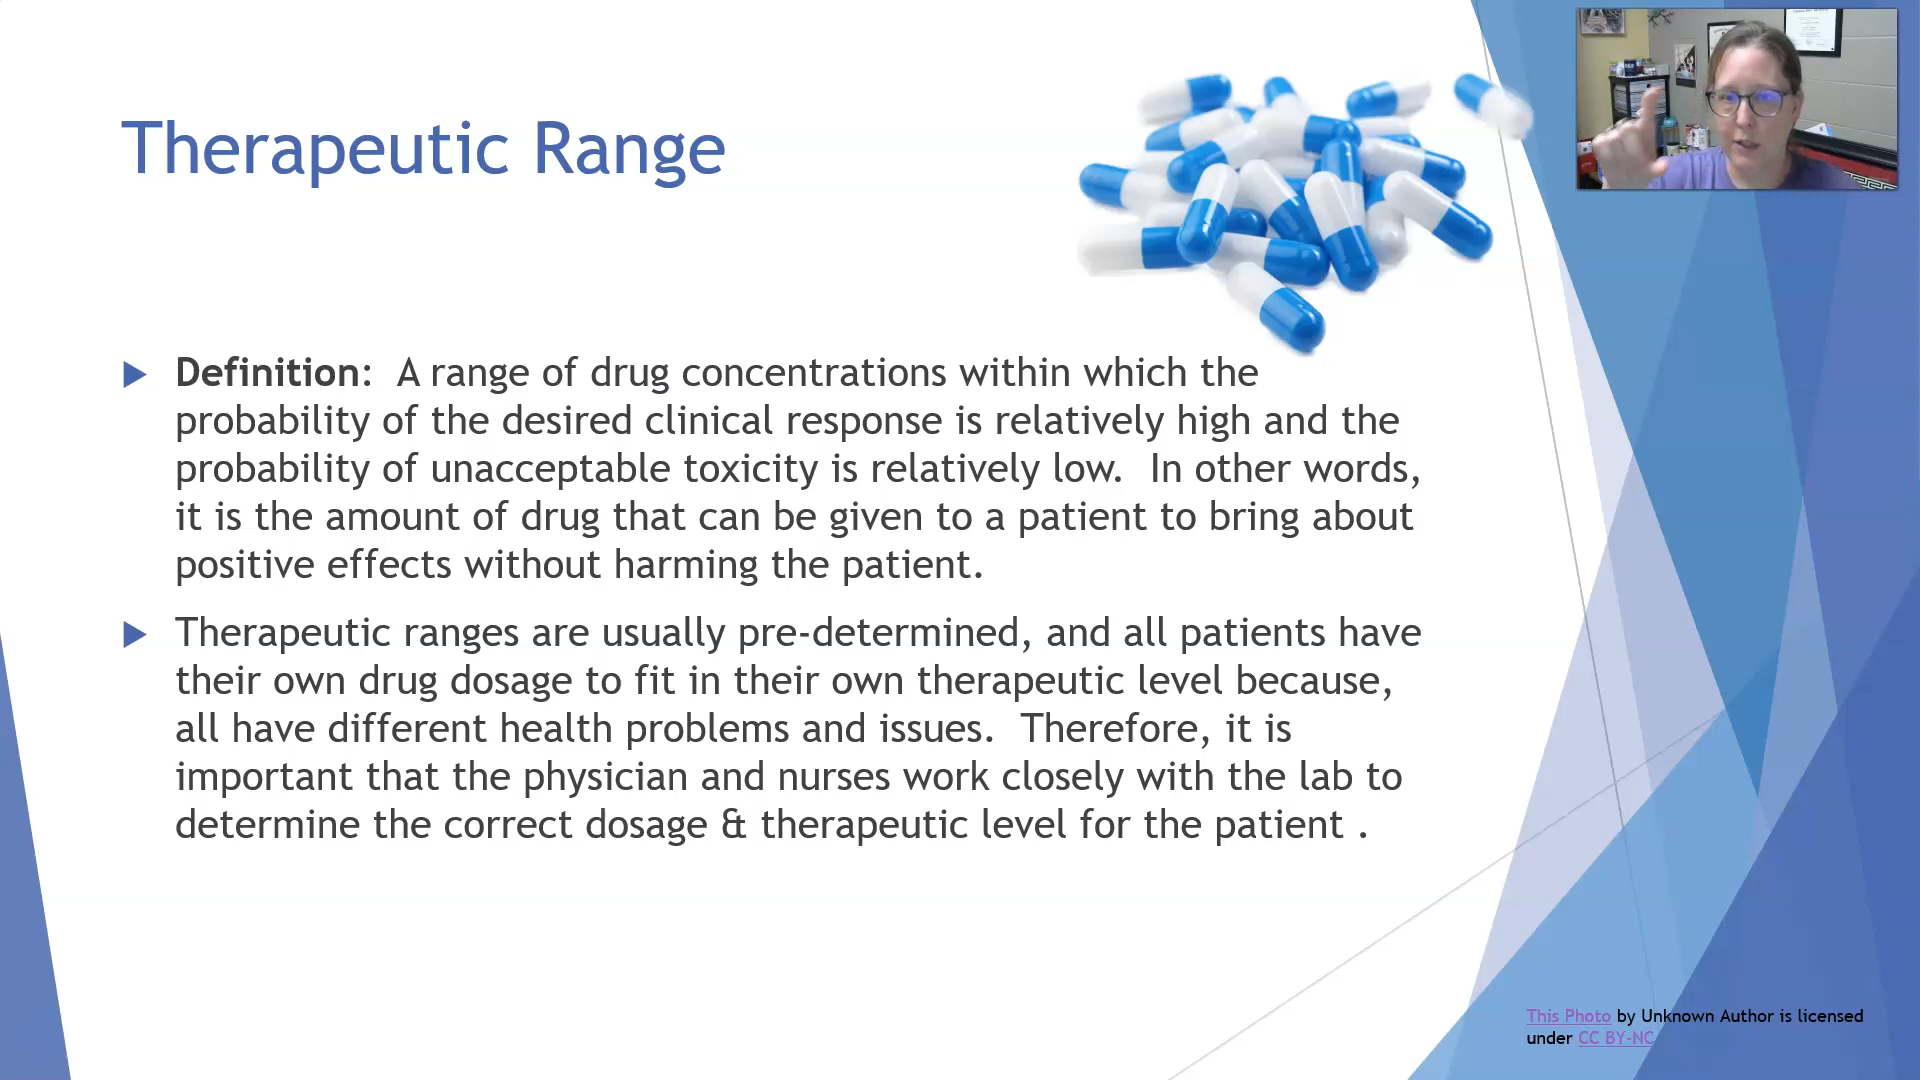 Therapeutic Range
Definition: A range of drug concentrations within which the
probability of the desired clinical response is relatively high and the
probability of unacceptable toxicity is relatively low. In other words,
it is the amount of drug that can be given to a patient to bring about
positive effects without harming the patient.
Therapeutic ranges are usually pre-determined, and all patients have
their own drug dosage to fit in their own therapeutic level because,
all have different health problems and issues. Therefore, it is
important that the physician and nurses work closely with the lab to
determine the correct dosage & therapeutic level for the patient .
This Photo by Unknown Author is licensed
under CC BY-NC